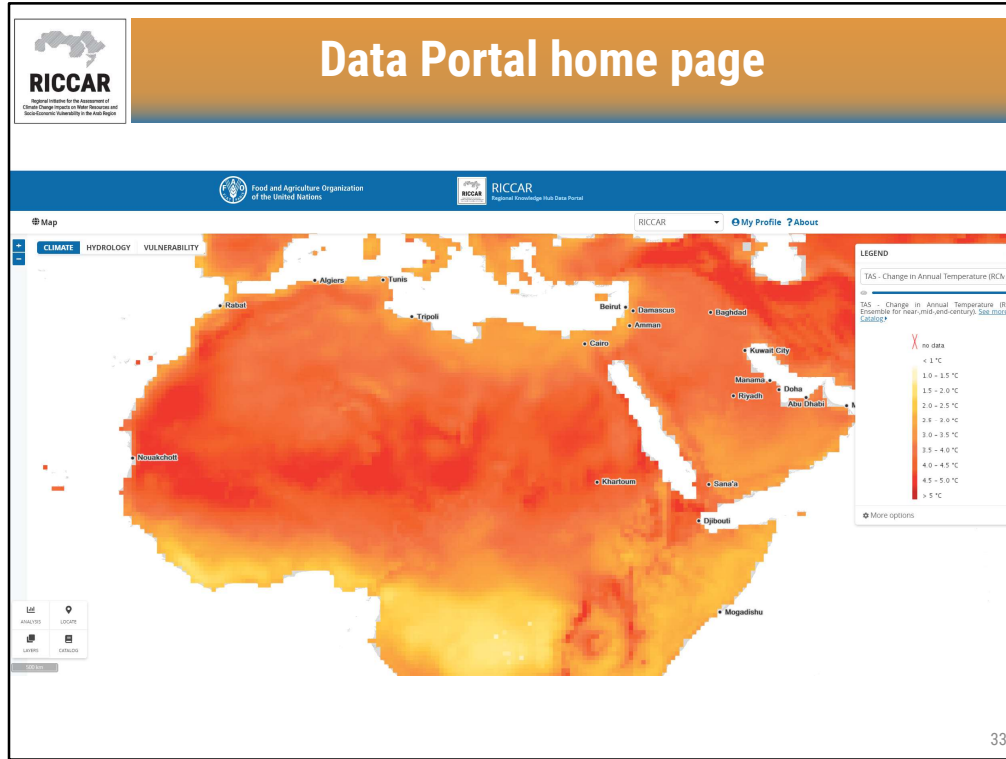 RICCAR
Regional Initiative for the Assessment of
Climate Change Impacts on Water Resources and
Socio-Economic Vulnerability in the Arab Region
Data Portal home page
Food and Agriculture Organization
of the United Nations
RICCAR
RICCAR
Regional Knowledge Hub Data Portal
Map
RICCAR
My Profile ? About
+
−
CLIMATE HYDROLOGY VULNERABILITY
LEGEND
TAS - Change in Annual Temperature (RCM
TAS - Change in Annual Temperature (R
Ensemble for near-,mid-,end-century). See more
Catalog
no data
< 1 °C
1.0 – 1.5 °C
1.5 – 2.0 °C
2.0 – 2.5 °C
2.5 – 3.0 °C
3.0 – 3.5 °C
3.5 – 4.0 °C
4.0 – 4.5 °C
4.5 – 5.0 °C
> 5 °C
More options
Algiers
Tunis
Rabat
Tripoli
Beirut
Damascus
Baghdad
Amman
Cairo
Kuwait City
Manama
Doha
Riyadh
Abu Dhabi
M
Nouakchott
Khartoum
Sana'a
Djibouti
Mogadishu
ANALYSIS LOCATE
LAYERS CATALOG
500 km
33